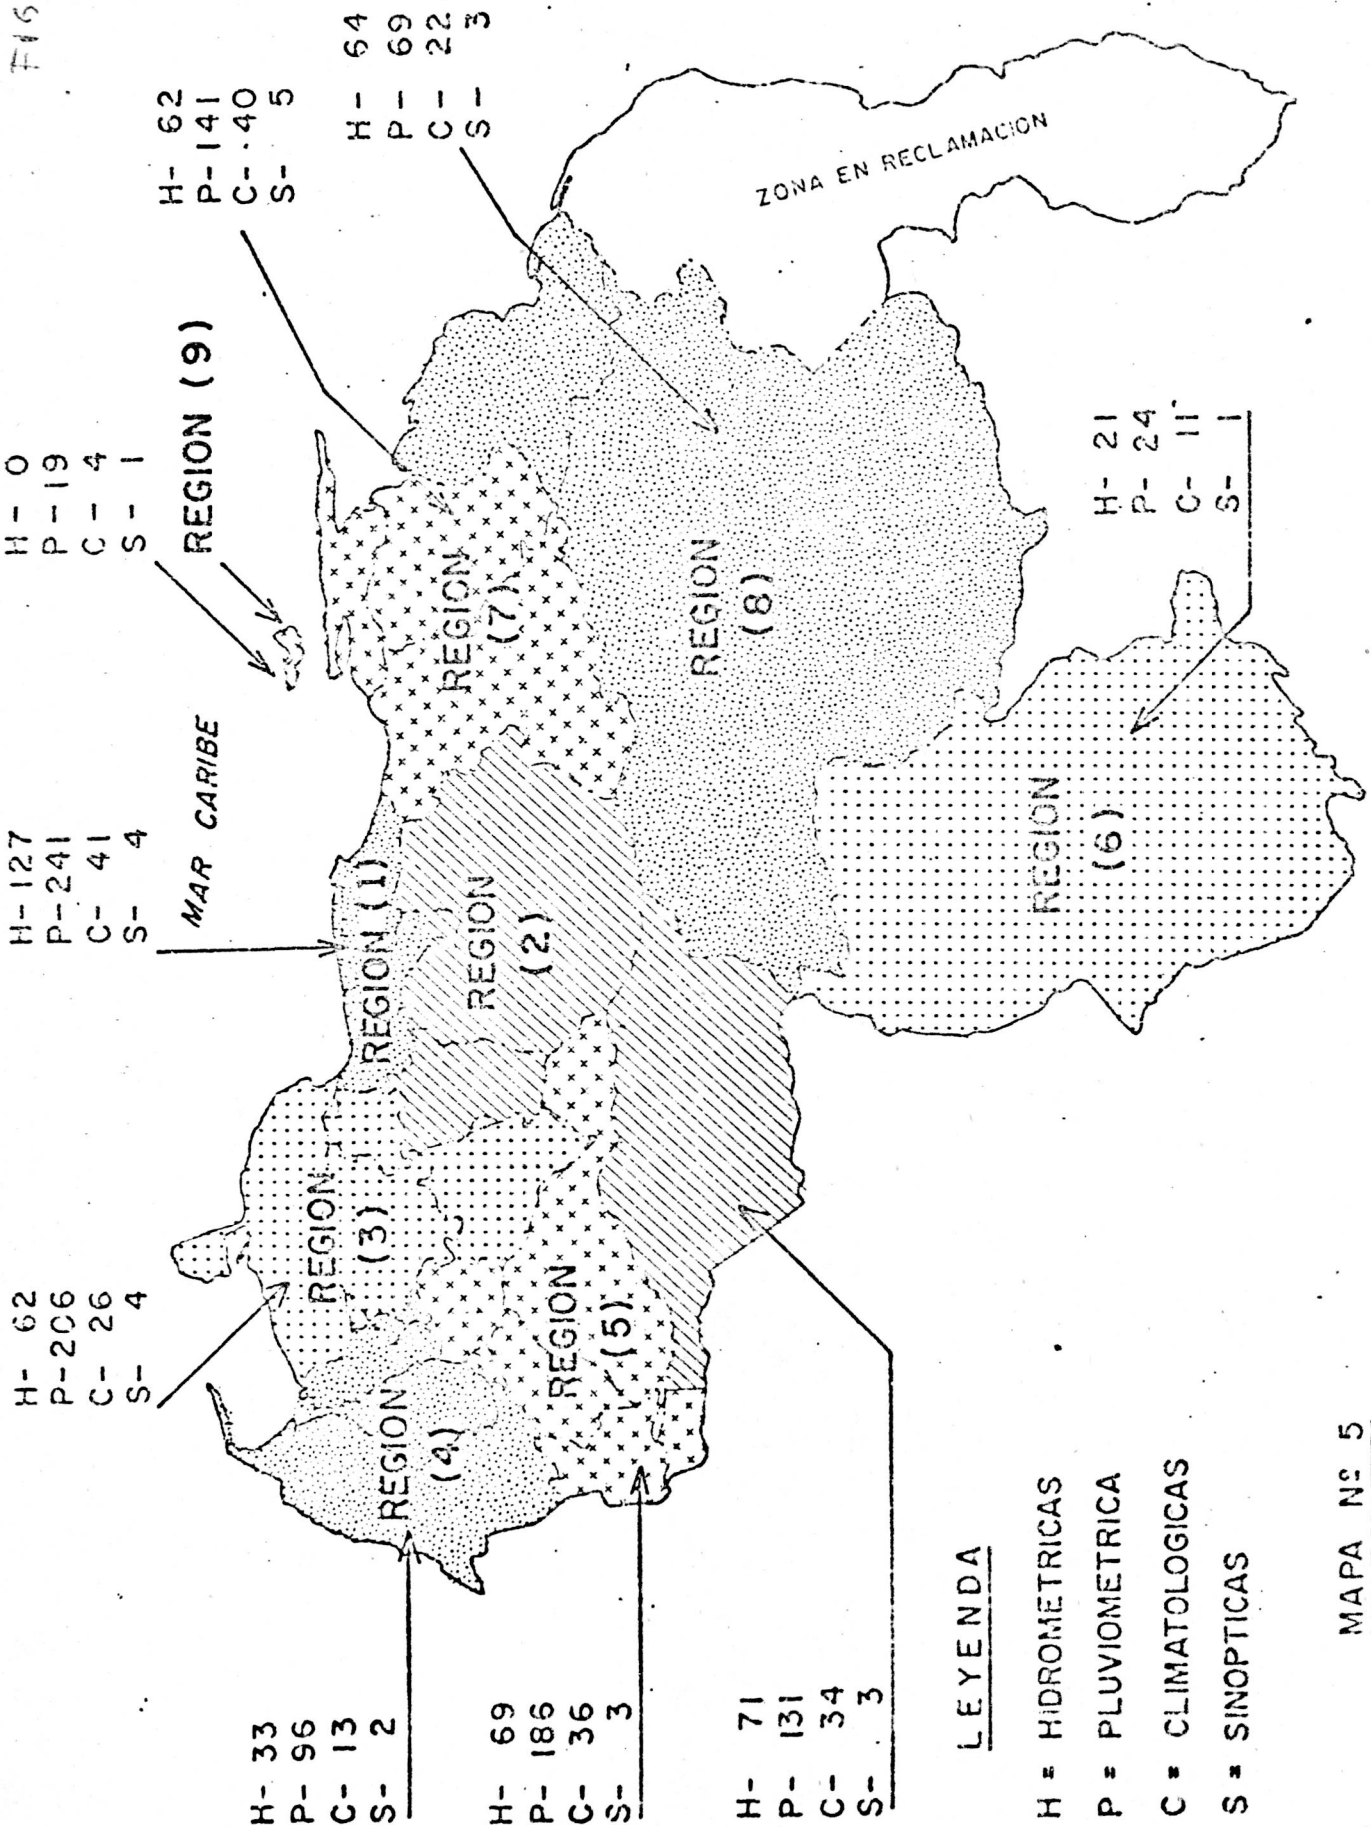 FIG
H- 62
P-206
C- 26
S- 4
H-127
P-241
C- 41
S- 4
MAR CARIBE
H- 0
P-19
C- 4
S- 1
REGION (9)
H- 62
P-141
C-40
S- 5
H- 64
P- 69
C- 22
S- 3
H- 33
P-96
C- 13
S- 2
H- 69
P- 186
C- 36
S- 3
H- 71
P- 131
C- 34
S- 3
H- 21
P- 24
C- 11
S- 1
REGION (1)
REGION
(2)
REGION
(3)
REGION
(4)
REGION
(5)
REGION
(6)
REGION
(7)
REGION
(8)
ZONA EN RECLAMACION
LEYENDA
H = HIDROMETRICAS
P = PLUVIOMETRICA
C = CLIMATOLOGICAS
S = SINOPTICAS
MAPA Nº 5